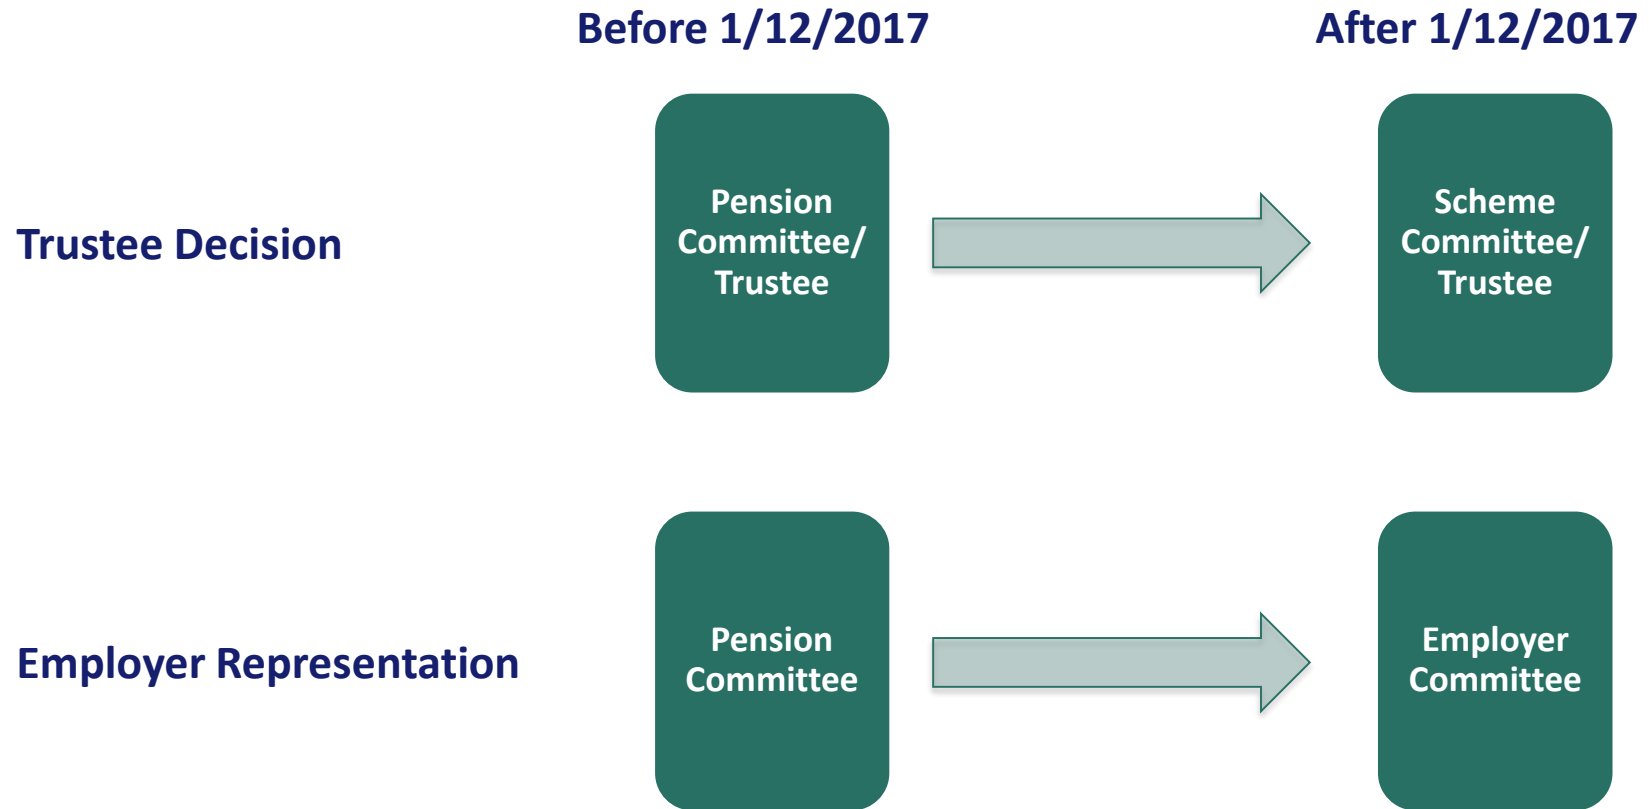 Before 1/12/2017
After 1/12/2017
Trustee Decision
Pension
Committee/
Trustee
Scheme
Committee/
Trustee
Employer Representation
Pension
Committee
Employer
Committee